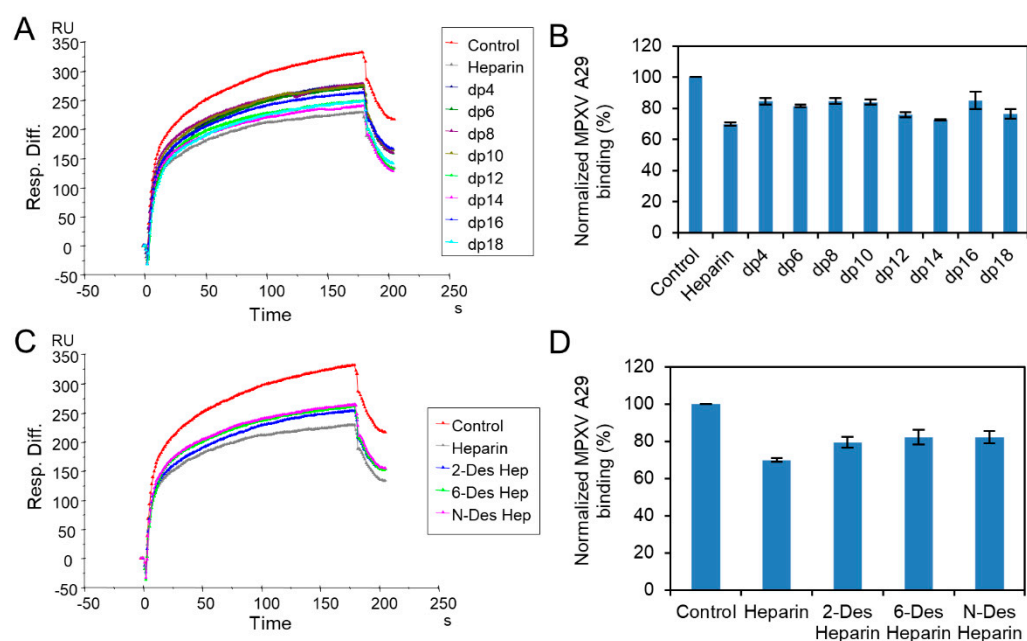 A
RU
350
300
250
200
150
100
50
0
-50
Resp. Diff.
-50
0
50
100
150
200
250
s
Time
Control
Heparin
dp4
dp6
dp8
dp10
dp12
dp14
dp16
dp18
B
Normalized MPXV A29
binding (%)
120
100
80
60
40
20
0
Control
Heparin
dp4
dp6
dp8
dp10
dp12
dp14
dp16
dp18
C
RU
350
300
250
200
150
100
50
0
-50
Resp. Diff.
-50
0
50
100
150
200
250
s
Time
Control
Heparin
2-Des Hep
6-Des Hep
N-Des Hep
D
Normalized MPXV A29
binding (%)
120
100
80
60
40
20
0
Control
Heparin
2-Des
Heparin
6-Des
Heparin
N-Des
Heparin